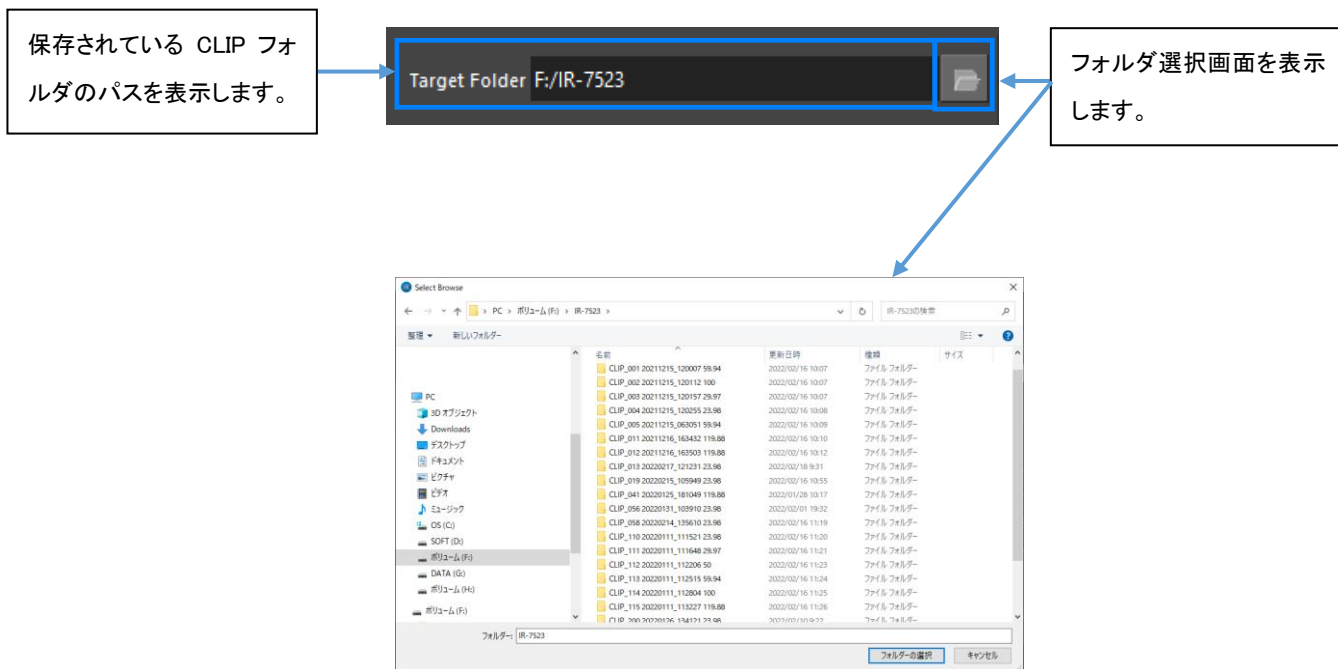 保存されている CLIP フォ
ルダのパスを表示します。
Target Folder F:/IR-7523
フォルダ選択画面を表示
します。
Select Browse
PC › ボリューム (F:) › IR-7523 ›
IR-7523の検索
整理 新しいフォルダー
名前 更新日時 種類 サイズ
CLIP_001 20211215_120007 59.94 2022/02/16 10:07 ファイル フォルダー
CLIP_002 20211215_120112 100 2022/02/16 10:07 ファイル フォルダー
CLIP_003 20211215_120157 29.97 2022/02/16 10:07 ファイル フォルダー
CLIP_004 20211215_120255 23.98 2022/02/16 10:08 ファイル フォルダー
CLIP_005 20211215_063051 59.94 2022/02/16 10:09 ファイル フォルダー
CLIP_011 20211216_163432 119.88 2022/02/16 10:10 ファイル フォルダー
CLIP_012 20211216_163503 119.88 2022/02/16 10:12 ファイル フォルダー
CLIP_013 20220217_121231 23.98 2022/02/18 9:31 ファイル フォルダー
CLIP_019 20220215_105949 23.98 2022/02/16 10:55 ファイル フォルダー
CLIP_041 20220125_181049 119.88 2022/01/28 10:17 ファイル フォルダー
CLIP_056 20220131_103910 23.98 2022/02/01 19:32 ファイル フォルダー
CLIP_058 20220214_135610 23.98 2022/02/16 11:19 ファイル フォルダー
CLIP_110 20220111_111521 23.98 2022/02/16 11:20 ファイル フォルダー
CLIP_111 20220111_111648 29.97 2022/02/16 11:21 ファイル フォルダー
CLIP_112 20220111_112206 50 2022/02/16 11:23 ファイル フォルダー
CLIP_113 20220111_112515 59.94 2022/02/16 11:24 ファイル フォルダー
CLIP_114 20220111_112804 100 2022/02/16 11:25 ファイル フォルダー
CLIP_115 20220111_113227 119.88 2022/02/16 11:26 ファイル フォルダー
CLIP_200 20220126_134121 23.98 2022/02/10 9:22 ファイル フォルダー
PC
3D オブジェクト
Downloads
デスクトップ
ドキュメント
ピクチャ
ビデオ
ミュージック
OS (C:)
SOFT (D:)
ボリューム (F:)
DATA (G:)
ボリューム (H:)
ボリューム (F:)
フォルダー: IR-7523
フォルダーの選択 キャンセル